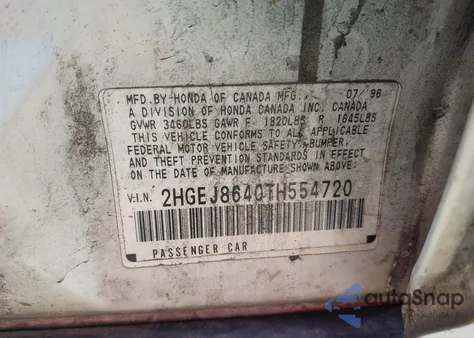 MFD. BY HONDA OF CANADA MFG. 07/96
A DIVISION OF HONDA CANADA INC. CANADA
GVWR 3460LBS GAWR F 1820LBS R 1645LBS
THIS VEHICLE CONFORMS TO ALL APPLICABLE
FEDERAL MOTOR VEHICLE SAFETY, BUMPER,
AND THEFT PREVENTION STANDARDS IN EFFECT
ON THE DATE OF MANUFACTURE SHOWN ABOVE.
V.I.N. 2HGEJ8640TH554720
PASSENGER CAR
autoSnap